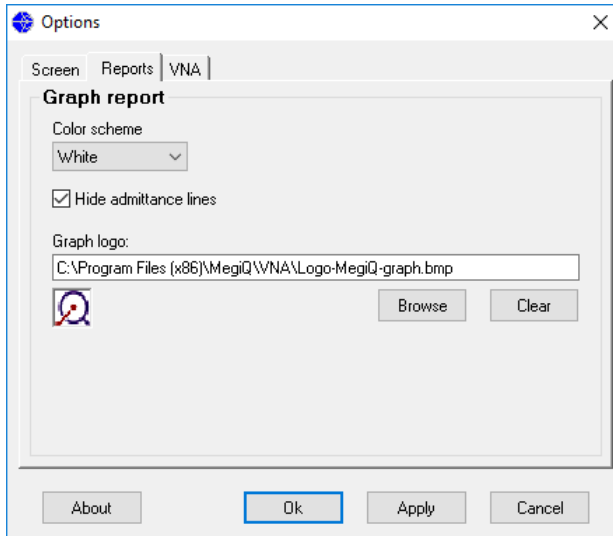 Options
Screen Reports VNA
Graph report
Color scheme
White
Hide admittance lines
Graph logo:
C:\Program Files (x86)\MegiQ\VNA\Logo-MegiQ-graph.bmp
Browse Clear
About Ok Apply Cancel